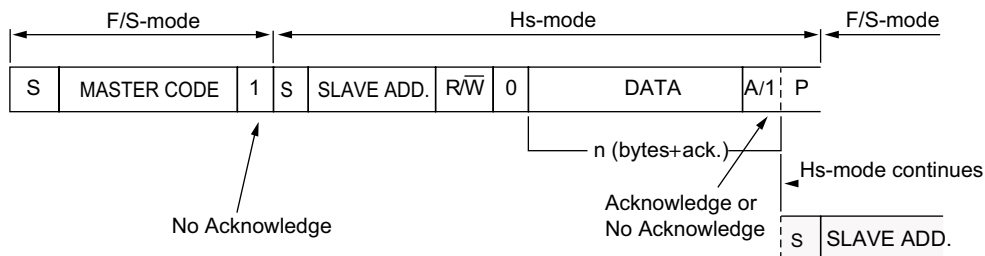 F/S-mode Hs-mode F/S-mode
S MASTER CODE 1 S SLAVE ADD. R/W̅ 0 DATA A/1 P
n (bytes+ack.)
Hs-mode continues
No Acknowledge
Acknowledge or
No Acknowledge
S SLAVE ADD.